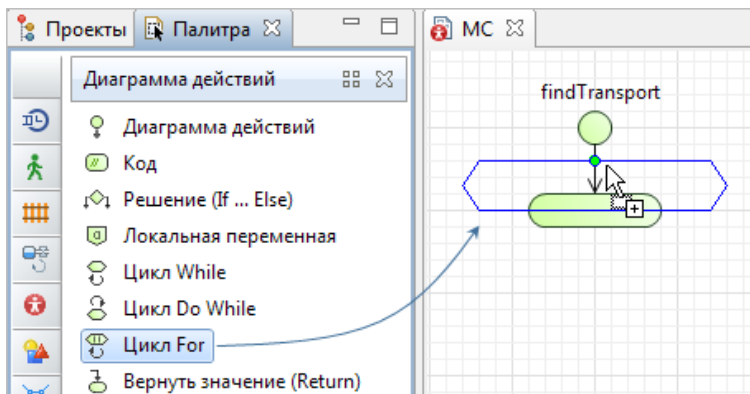 Проекты
Палитра
MC
Диаграмма действий
findTransport
Диаграмма действий
Код
Решение (If ... Else)
Локальная переменная
Цикл While
Цикл Do While
Цикл For
Вернуть значение (Return)